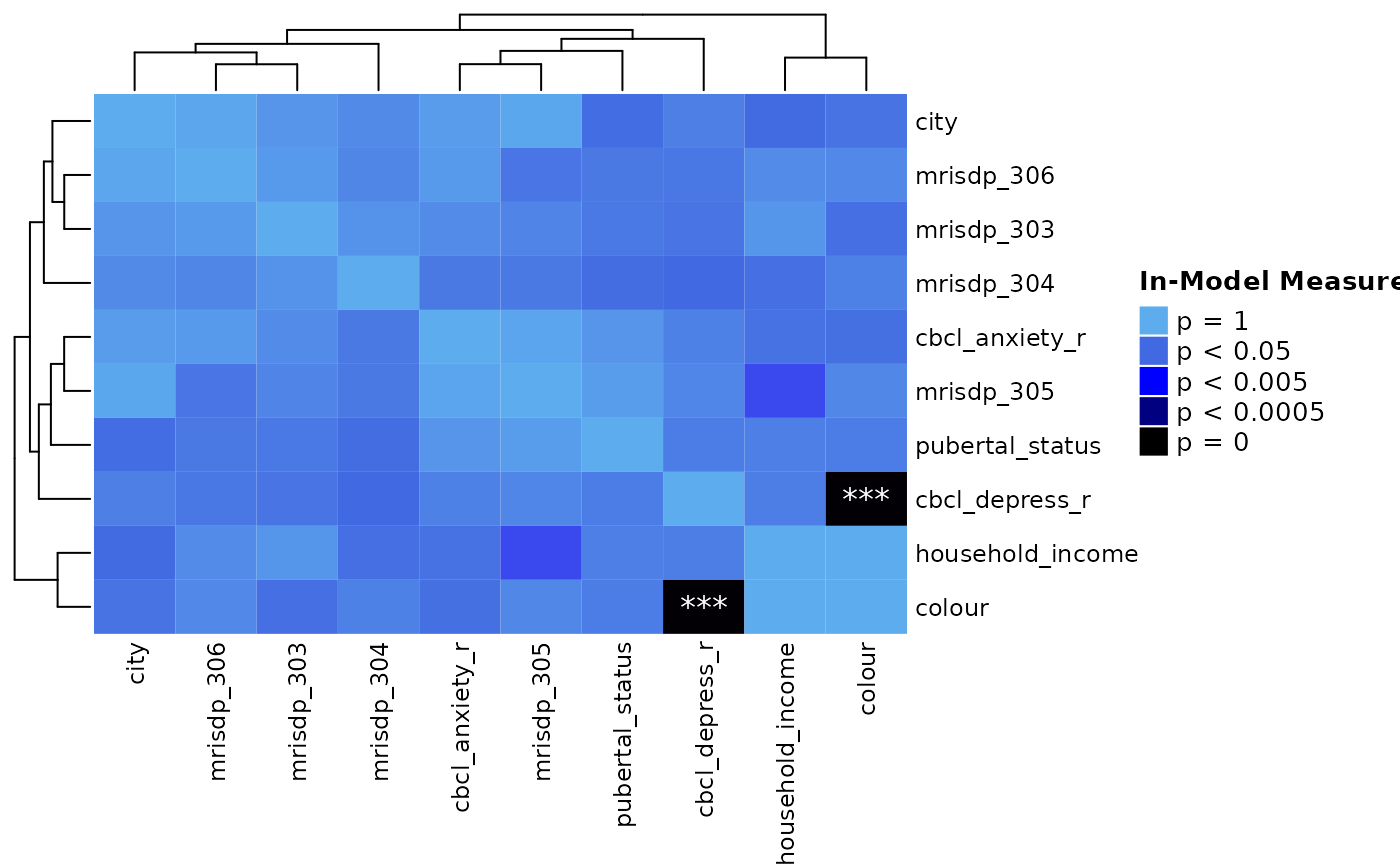 city
mrisdp_306
mrisdp_303
mrisdp_304
cbcl_anxiety_r
mrisdp_305
pubertal_status
cbcl_depress_r
household_income
colour
***
***
city
mrisdp_306
mrisdp_303
mrisdp_304
cbcl_anxiety_r
mrisdp_305
pubertal_status
cbcl_depress_r
household_income
colour
In-Model Measure
p = 1
p < 0.05
p < 0.005
p < 0.0005
p = 0